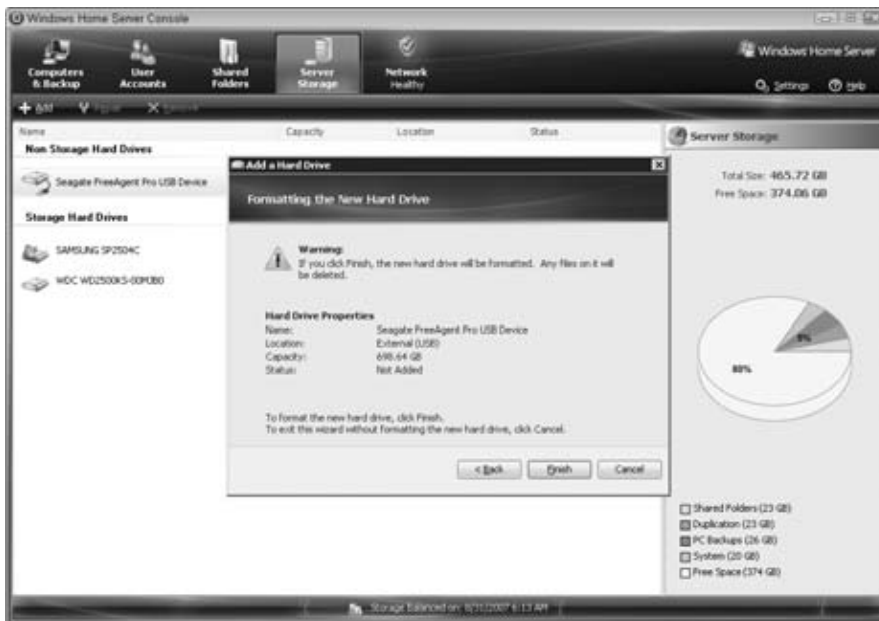 Windows Home Server Console
Computers & Backup
User Accounts
Shared Folders
Server Storage
Network Healthy
Windows Home Server
Settings
Help
Add
Name
Capacity
Location
Status
Non Storage Hard Drives
Seagate FreeAgent Pro USB Device
Storage Hard Drives
SAMSUNG SP2504C
WDC WD2500KS-00MJB0
Add a Hard Drive
Formatting the New Hard Drive
Warning:
If you click Finish, the new hard drive will be formatted. Any files on it will
be deleted.
Hard Drive Properties
Name: Seagate FreeAgent Pro USB Device
Location: External (USB)
Capacity: 698.64 GB
Status: Not Added
To format the new hard drive, click Finish.
To exit this wizard without formatting the new hard drive, click Cancel.
< Back
Finish
Cancel
Server Storage
Total Size: 465.72 GB
Free Space: 374.06 GB
80%
Shared Folders (23 GB)
Duplication (23 GB)
PC Backups (26 GB)
System (20 GB)
Free Space (374 GB)
Storage Balanced on: 8/31/2007 6:13 AM